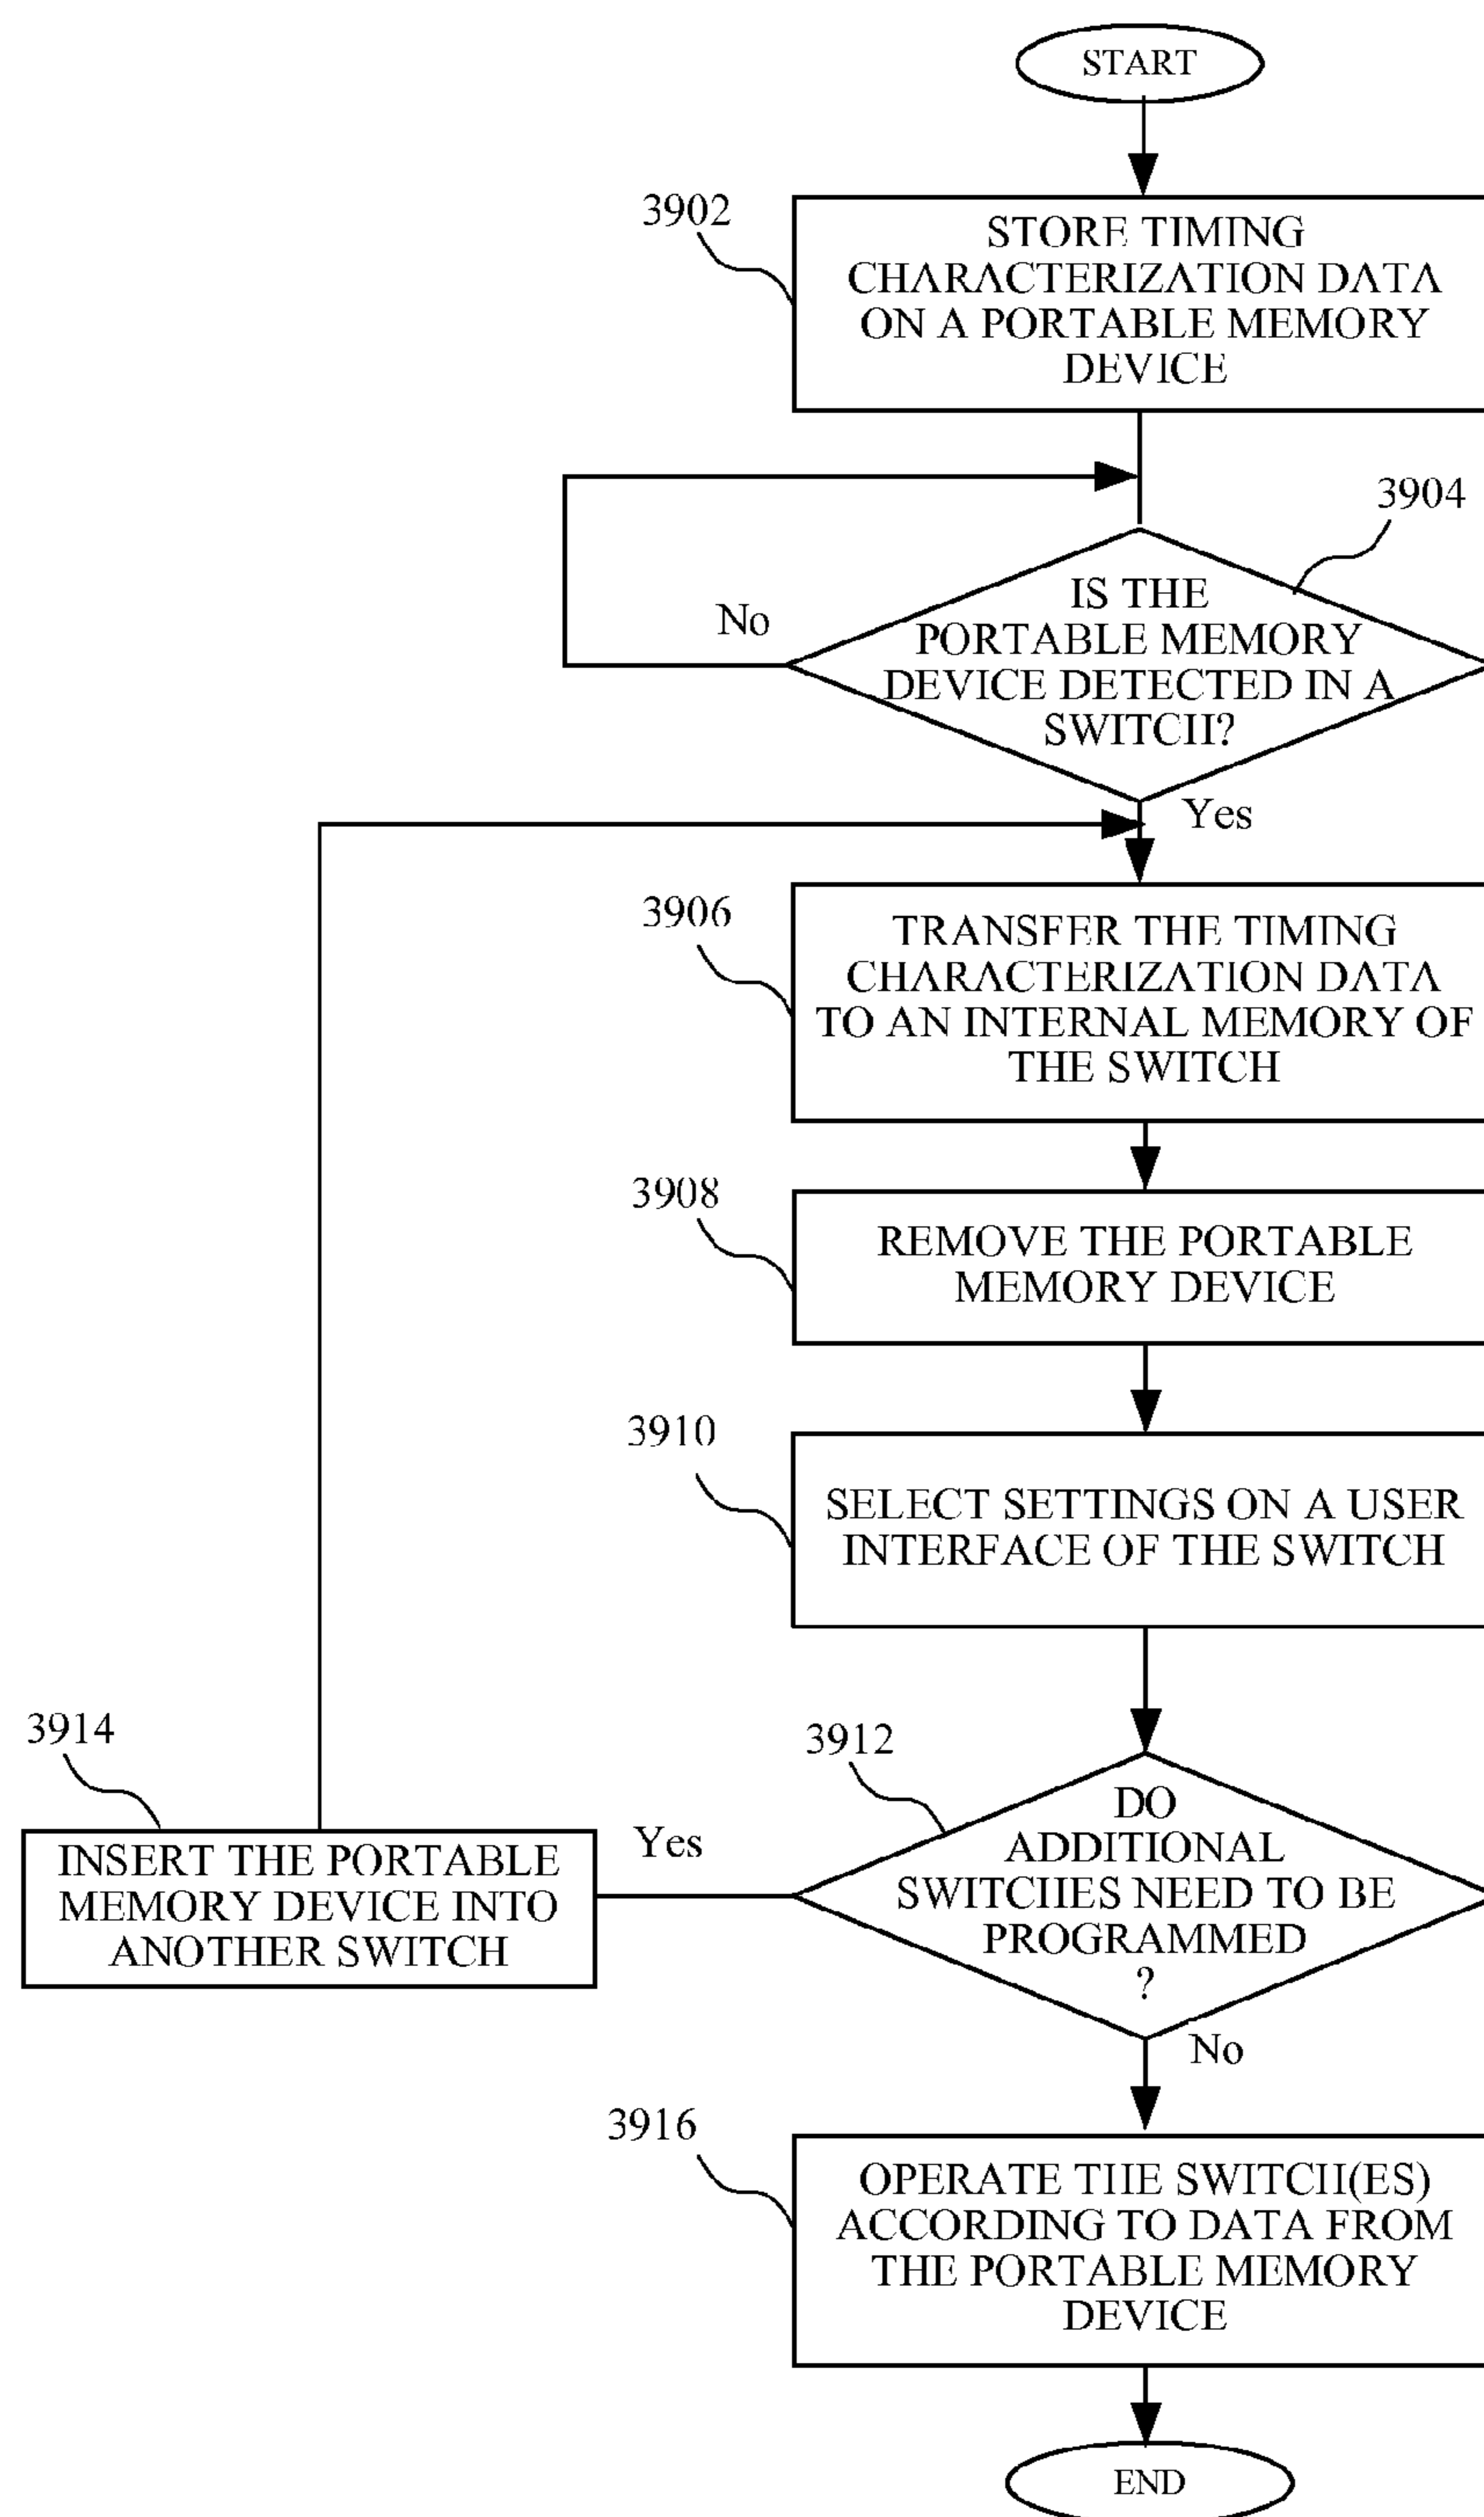 START
3902
STORE TIMING
CHARACTERIZATION DATA
ON A PORTABLE MEMORY
DEVICE
3904
IS THE
PORTABLE MEMORY
DEVICE DETECTED IN A
SWITCH?
No
Yes
3906
TRANSFER THE TIMING
CHARACTERIZATION DATA
TO AN INTERNAL MEMORY OF
THE SWITCH
3908
REMOVE THE PORTABLE
MEMORY DEVICE
3910
SELECT SETTINGS ON A USER
INTERFACE OF THE SWITCH
3912
DO
ADDITIONAL
SWITCHES NEED TO BE
PROGRAMMED
?
Yes
3914
INSERT THE PORTABLE
MEMORY DEVICE INTO
ANOTHER SWITCH
No
3916
OPERATE THE SWITCH(ES)
ACCORDING TO DATA FROM
THE PORTABLE MEMORY
DEVICE
END